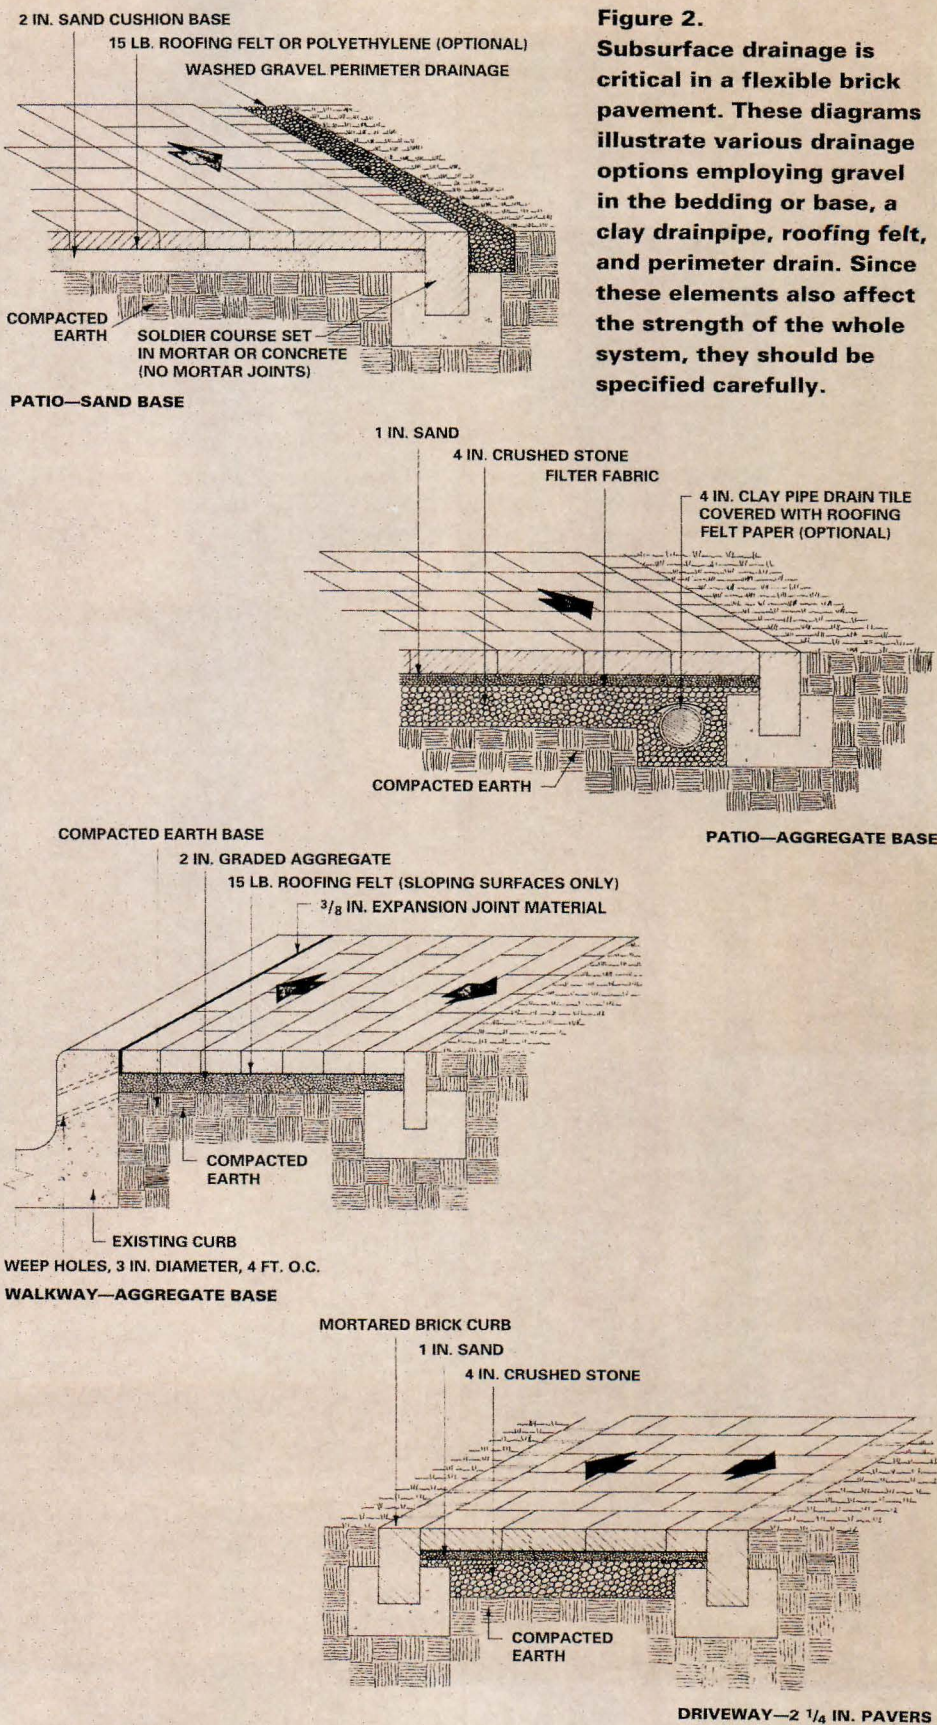 2 IN. SAND CUSHION BASE
15 LB. ROOFING FELT OR POLYETHYLENE (OPTIONAL)
WASHED GRAVEL PERIMETER DRAINAGE
COMPACTED
EARTH
SOLDIER COURSE SET
IN MORTAR OR CONCRETE
(NO MORTAR JOINTS)
PATIO—SAND BASE
Figure 2.
Subsurface drainage is
critical in a flexible brick
pavement. These diagrams
illustrate various drainage
options employing gravel
in the bedding or base, a
clay drainpipe, roofing felt,
and perimeter drain. Since
these elements also affect
the strength of the whole
system, they should be
specified carefully.
1 IN. SAND
4 IN. CRUSHED STONE
FILTER FABRIC
4 IN. CLAY PIPE DRAIN TILE
COVERED WITH ROOFING
FELT PAPER (OPTIONAL)
COMPACTED EARTH
PATIO—AGGREGATE BASE
COMPACTED EARTH BASE
2 IN. GRADED AGGREGATE
15 LB. ROOFING FELT (SLOPING SURFACES ONLY)
3/8 IN. EXPANSION JOINT MATERIAL
COMPACTED
EARTH
EXISTING CURB
WEEP HOLES, 3 IN. DIAMETER, 4 FT. O.C.
WALKWAY—AGGREGATE BASE
MORTARED BRICK CURB
1 IN. SAND
4 IN. CRUSHED STONE
COMPACTED
EARTH
DRIVEWAY—2 1/4 IN. PAVERS